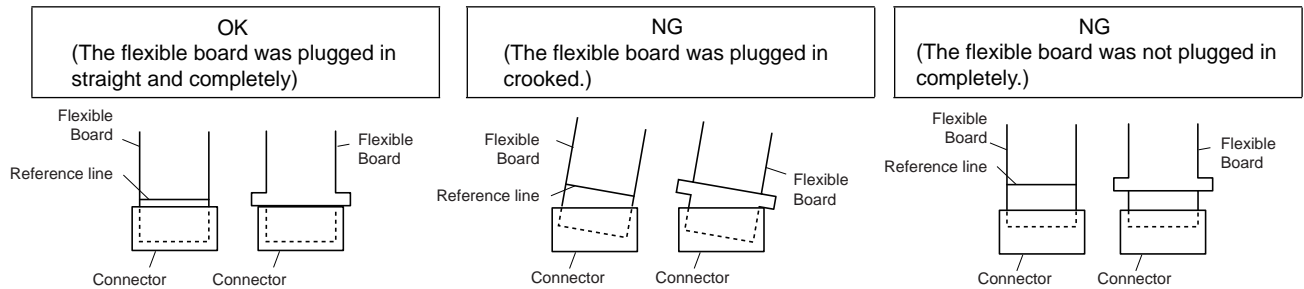 OK
(The flexible board was plugged in
straight and completely)
NG
(The flexible board was plugged in
crooked.)
NG
(The flexible board was not plugged in
completely.)
Flexible
Board
Reference line
Connector
Flexible
Board
Connector
Flexible
Board
Reference line
Connector
Flexible
Board
Connector
Flexible
Board
Reference line
Connector
Flexible
Board
Connector